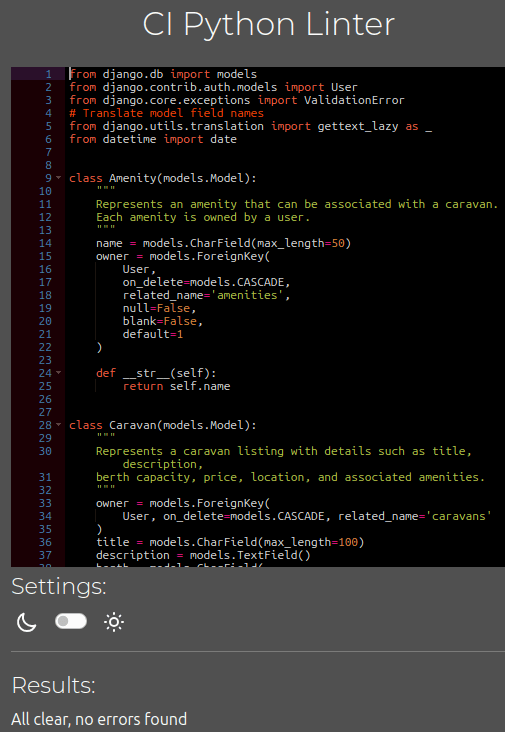 CI Python Linter
1 from django.db import models
2 from django.contrib.auth.models import User
3 from django.core.exceptions import ValidationError
4 # Translate model field names
5 from django.utils.translation import gettext_lazy as _
6 from datetime import date
7
8
9 class Amenity(models.Model):
10     """
11     Represents an amenity that can be associated with a caravan.
12     Each amenity is owned by a user.
13     """
14     name = models.CharField(max_length=50)
15     owner = models.ForeignKey(
16         User,
17         on_delete=models.CASCADE,
18         related_name='amenities',
19         null=False,
20         blank=False,
21         default=1
22     )
23
24     def __str__(self):
25         return self.name
26
27
28 class Caravan(models.Model):
29     """
30     Represents a caravan listing with details such as title,
        description,
31     berth capacity, price, location, and associated amenities.
32     """
33     owner = models.ForeignKey(
34         User, on_delete=models.CASCADE, related_name='caravans'
35     )
36     title = models.CharField(max_length=100)
37     description = models.TextField()
38     berth = models.CharField(
Settings:
Results:
All clear, no errors found